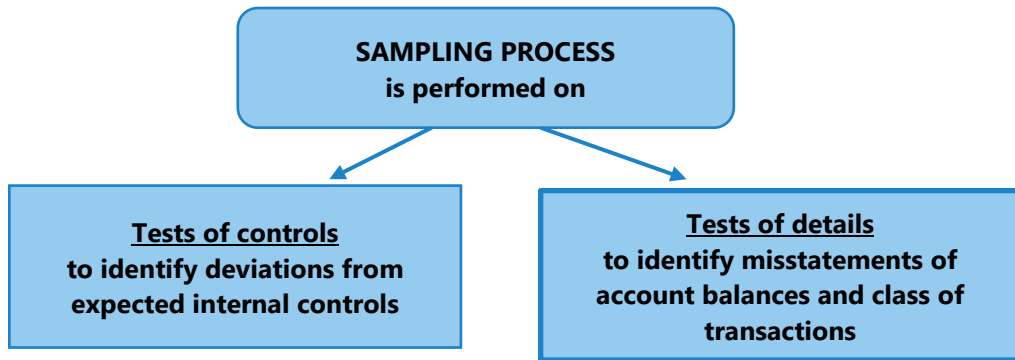 SAMPLING PROCESS
is performed on
Tests of controls
to identify deviations from
expected internal controls
Tests of details
to identify misstatements of
account balances and class of
transactions